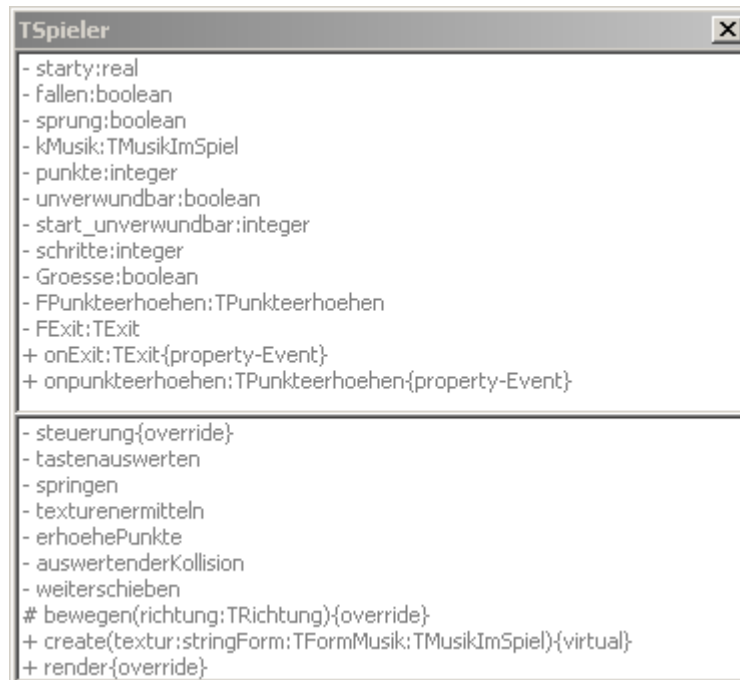 TSpieler
- starty:real
- fallen:boolean
- sprung:boolean
- kMusik:TMusikImSpiel
- punkte:integer
- unverwundbar:boolean
- start_unverwundbar:integer
- schritte:integer
- Groesse:boolean
- FPunkteerhoehen:TPunkteerhoehen
- FExit:TExit
+ onExit:TExit{property-Event}
+ onpunkteerhoehen:TPunkteerhoehen{property-Event}
- steuerung{override}
- tastenauswerten
- springen
- texturenermitteln
- erhoehePunkte
- auswertenderKollision
- weiterschieben
# bewegen(richtung:TRichtung){override}
+ create(textur:stringForm:TFormMusik:TMusikImSpiel){virtual}
+ render{override}